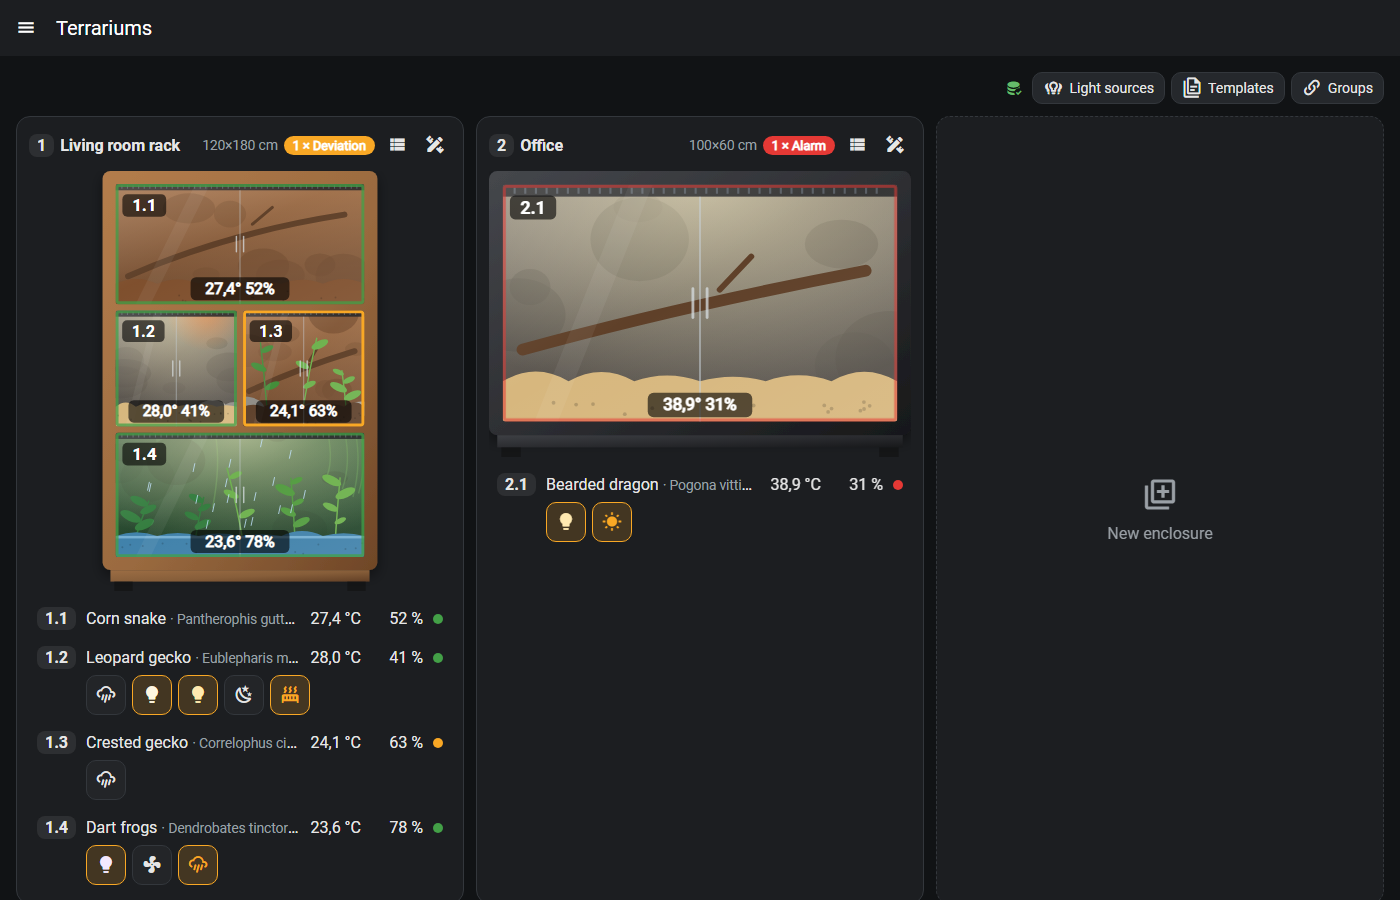 Terrariums
Light sources
Templates
Groups
1 Living room rack 120×180 cm 1 × Deviation
1.1
27,4° 52%
1.2
28,0° 41%
1.3
24,1° 63%
1.4
23,6° 78%
1.1 Corn snake · Pantherophis gutt... 27,4 °C 52 %
1.2 Leopard gecko · Eublepharis m... 28,0 °C 41 %
1.3 Crested gecko · Correlophus ci... 24,1 °C 63 %
1.4 Dart frogs · Dendrobates tinctor... 23,6 °C 78 %
2 Office 100×60 cm 1 × Alarm
2.1
38,9° 31%
2.1 Bearded dragon · Pogona vitti... 38,9 °C 31 %
New enclosure